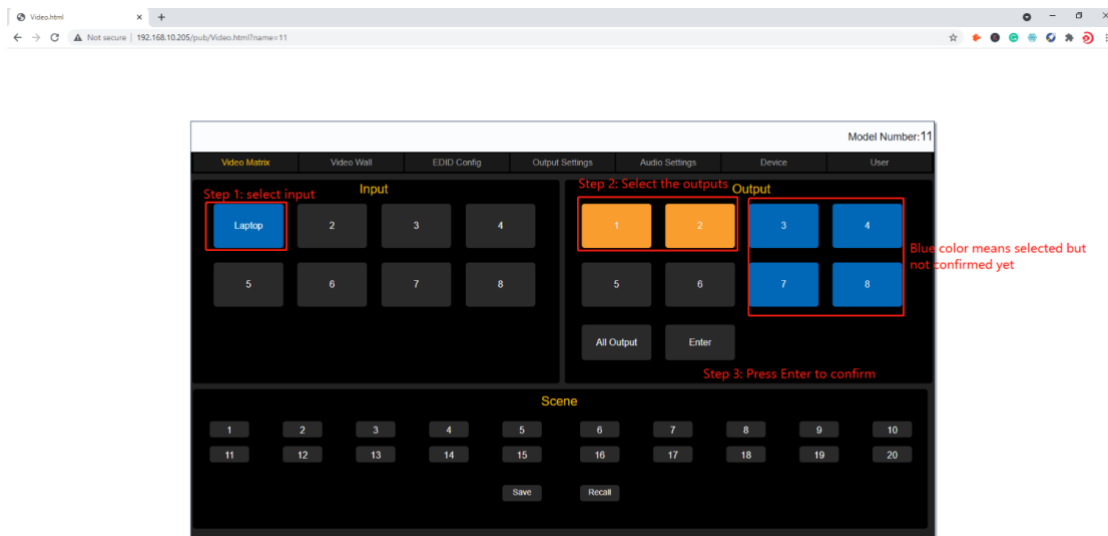 Video.html
Not secure | 192.168.10.205/pub/Video.html?name=11
Model Number:11
Video Matrix Video Wall EDID Config Output Settings Audio Settings Device User
Step 1: select input
Input
Step 2: Select the outputs
Output
Laptop 2 3 4
1 2 3 4
Blue color means selected but
not confirmed yet
5 6 7 8
5 6 7 8
All Output Enter
Step 3: Press Enter to confirm
Scene
1 2 3 4 5 6 7 8 9 10
11 12 13 14 15 16 17 18 19 20
Save Recall